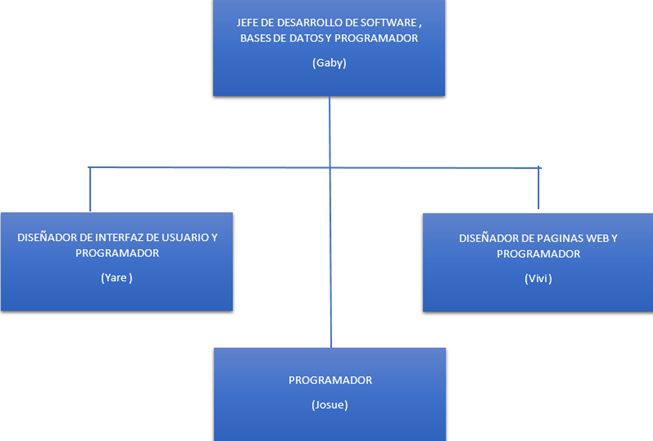 JEFE DE DESARROLLO DE SOFTWARE ,
BASES DE DATOS Y PROGRAMADOR
(Gaby)
DISEÑADOR DE INTERFAZ DE USUARIO Y
PROGRAMADOR
(Yare )
DISEÑADOR DE PAGINAS WEB Y
PROGRAMADOR
(Vivi )
PROGRAMADOR
(Josue)